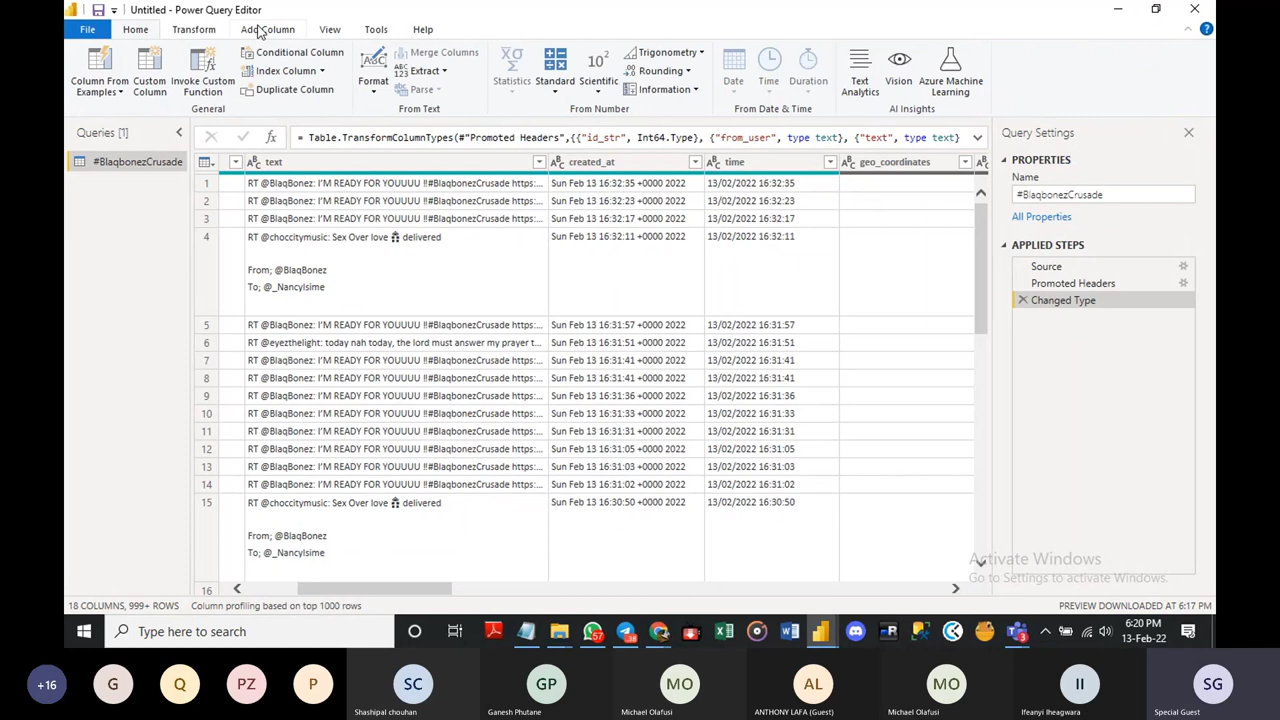 Untitled - Power Query Editor
File Home Transform Add Column View Tools Help
Column From Examples
Custom Column
Invoke Custom Function
Conditional Column
Index Column
Duplicate Column
General
Format
Merge Columns
Extract
Parse
From Text
Statistics
Standard
Scientific
Trigonometry
Rounding
Information
From Number
Date
Time
Duration
From Date & Time
Text Analytics
Vision
Azure Machine Learning
AI Insights
Queries [1]
#BlaqbonezCrusade
= Table.TransformColumnTypes(#"Promoted Headers",{{"id_str", Int64.Type}, {"from_user", type text}, {"text", type text}
text created_at time geo_coordinates
1 RT @BlaqBonez: I'M READY FOR YOUUUU ‼#BlaqbonezCrusade https:... Sun Feb 13 16:32:35 +0000 2022 13/02/2022 16:32:35
2 RT @BlaqBonez: I'M READY FOR YOUUUU ‼#BlaqbonezCrusade https:... Sun Feb 13 16:32:23 +0000 2022 13/02/2022 16:32:23
3 RT @BlaqBonez: I'M READY FOR YOUUUU ‼#BlaqbonezCrusade https:... Sun Feb 13 16:32:17 +0000 2022 13/02/2022 16:32:17
4 RT @choccitymusic: Sex Over love delivered Sun Feb 13 16:32:11 +0000 2022 13/02/2022 16:32:11
From; @BlaqBonez
To; @_NancyIsime
5 RT @BlaqBonez: I'M READY FOR YOUUUU ‼#BlaqbonezCrusade https:... Sun Feb 13 16:31:57 +0000 2022 13/02/2022 16:31:57
6 RT @eyezthelight: today nah today, the lord must answer my prayer t... Sun Feb 13 16:31:51 +0000 2022 13/02/2022 16:31:51
7 RT @BlaqBonez: I'M READY FOR YOUUUU ‼#BlaqbonezCrusade https:... Sun Feb 13 16:31:41 +0000 2022 13/02/2022 16:31:41
8 RT @BlaqBonez: I'M READY FOR YOUUUU ‼#BlaqbonezCrusade https:... Sun Feb 13 16:31:41 +0000 2022 13/02/2022 16:31:41
9 RT @BlaqBonez: I'M READY FOR YOUUUU ‼#BlaqbonezCrusade https:... Sun Feb 13 16:31:36 +0000 2022 13/02/2022 16:31:36
10 RT @BlaqBonez: I'M READY FOR YOUUUU ‼#BlaqbonezCrusade https:... Sun Feb 13 16:31:33 +0000 2022 13/02/2022 16:31:33
11 RT @BlaqBonez: I'M READY FOR YOUUUU ‼#BlaqbonezCrusade https:... Sun Feb 13 16:31:31 +0000 2022 13/02/2022 16:31:31
12 RT @BlaqBonez: I'M READY FOR YOUUUU ‼#BlaqbonezCrusade https:... Sun Feb 13 16:31:05 +0000 2022 13/02/2022 16:31:05
13 RT @BlaqBonez: I'M READY FOR YOUUUU ‼#BlaqbonezCrusade https:... Sun Feb 13 16:31:03 +0000 2022 13/02/2022 16:31:03
14 RT @BlaqBonez: I'M READY FOR YOUUUU ‼#BlaqbonezCrusade https:... Sun Feb 13 16:31:02 +0000 2022 13/02/2022 16:31:02
15 RT @choccitymusic: Sex Over love delivered Sun Feb 13 16:30:50 +0000 2022 13/02/2022 16:30:50
From; @BlaqBonez
To; @_NancyIsime
16
Query Settings
PROPERTIES
Name
#BlaqbonezCrusade
All Properties
APPLIED STEPS
Source
Promoted Headers
Changed Type
Activate Windows
Go to Settings to activate Windows.
18 COLUMNS, 999+ ROWS Column profiling based on top 1000 rows PREVIEW DOWNLOADED AT 6:17 PM
Type here to search
6:20 PM
13-Feb-22
+16 G Q PZ P SC GP MO AL MO II SG
Shashipal chouhan Ganesh Phutane Michael Olafusi ANTHONY LAFA (Guest) Michael Olafusi Ifeanyi Iheagwara Special Guest